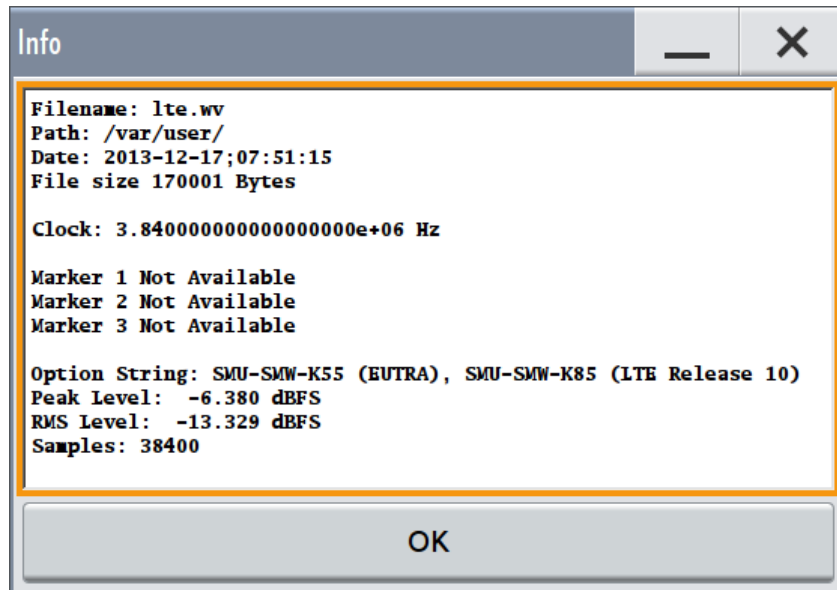 Info
Filename: lte.wv
Path: /var/user/
Date: 2013-12-17;07:51:15
File size 170001 Bytes
Clock: 3.840000000000000000e+06 Hz
Marker 1 Not Available
Marker 2 Not Available
Marker 3 Not Available
Option String: SMU-SMW-K55 (EUTRA), SMU-SMW-K85 (LTE Release 10)
Peak Level:  -6.380 dBFS
RMS Level:  -13.329 dBFS
Samples: 38400
OK